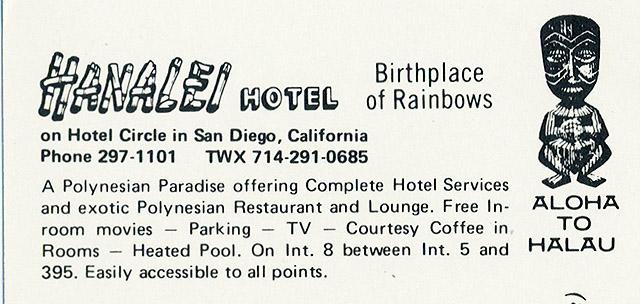 HANALEI HOTEL
Birthplace
of Rainbows
on Hotel Circle in San Diego, California
Phone 297-1101 TWX 714-291-0685
A Polynesian Paradise offering Complete Hotel Services
and exotic Polynesian Restaurant and Lounge. Free In-
room movies — Parking — TV — Courtesy Coffee in
Rooms — Heated Pool. On Int. 8 between Int. 5 and
395. Easily accessible to all points.
ALOHA
TO
HALAU